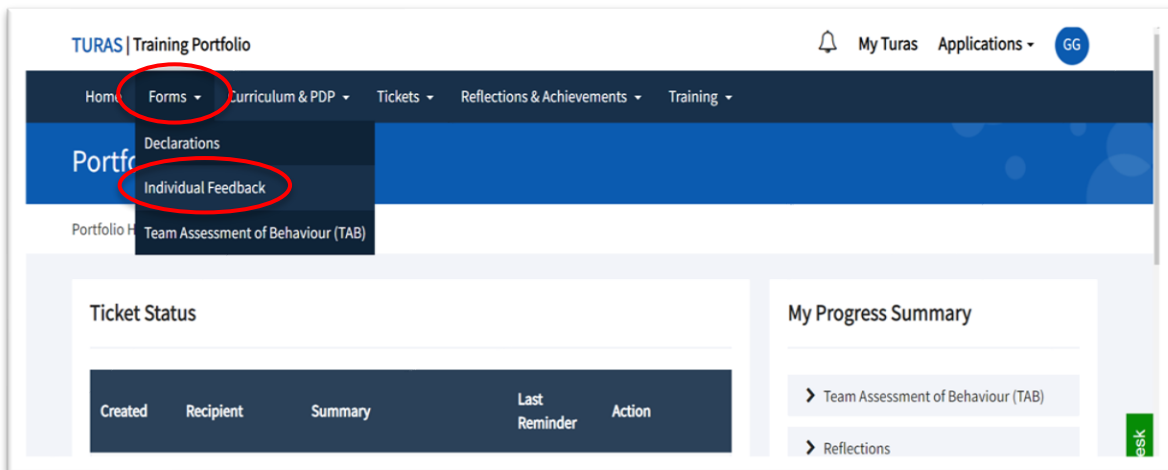 TURAS | Training Portfolio
My Turas Applications GG
Home Forms Curriculum & PDP Tickets Reflections & Achievements Training
Declarations
Portfo
Individual Feedback
Portfolio H
Team Assessment of Behaviour (TAB)
Ticket Status
My Progress Summary
Created Recipient Summary Last Reminder Action
Team Assessment of Behaviour (TAB)
Reflections
esk